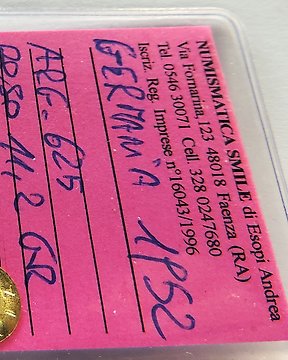 NUMISMATICA SMILE di Esopi Andrea
Via Fornarina,123 48018 Faenza (RA)
Tel. 0546 30071 Cell. 328 0247680
Iscriz. Reg. Imprese n°16043/1996
GERMANIA 1952
ARG. 625
PESO 11,2 GR